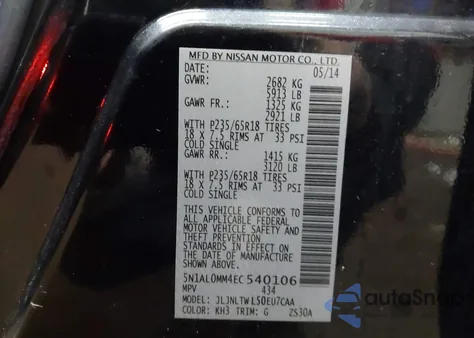 MFD BY NISSAN MOTOR CO., LTD.
DATE: 05/14
GVWR: 2682 KG
5913 LB
GAWR FR.: 1325 KG
2921 LB
WITH P235/65R18 TIRES
18 X 7.5 RIMS AT 33 PSI
COLD SINGLE
GAWR RR.: 1415 KG
3120 LB
WITH P235/65R18 TIRES
18 X 7.5 RIMS AT 33 PSI
COLD SINGLE
THIS VEHICLE CONFORMS TO
ALL APPLICABLE FEDERAL
MOTOR VEHICLE SAFETY AND
THEFT PREVENTION
STANDARDS IN EFFECT ON
THE DATE OF MANUFACTURE
SHOWN ABOVE.
5N1AL0MM4EC540106
MPV 434
MODEL: JLJNLTW L50EU7CAA
COLOR: KH3 TRIM: G ZS30A
autoSnap